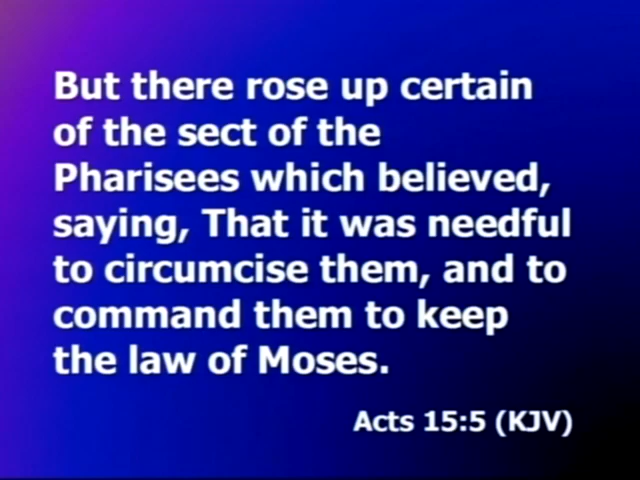 But there rose up certain
of the sect of the
Pharisees which believed,
saying, That it was needful
to circumcise them, and to
command them to keep
the law of Moses.
Acts 15:5 (KJV)